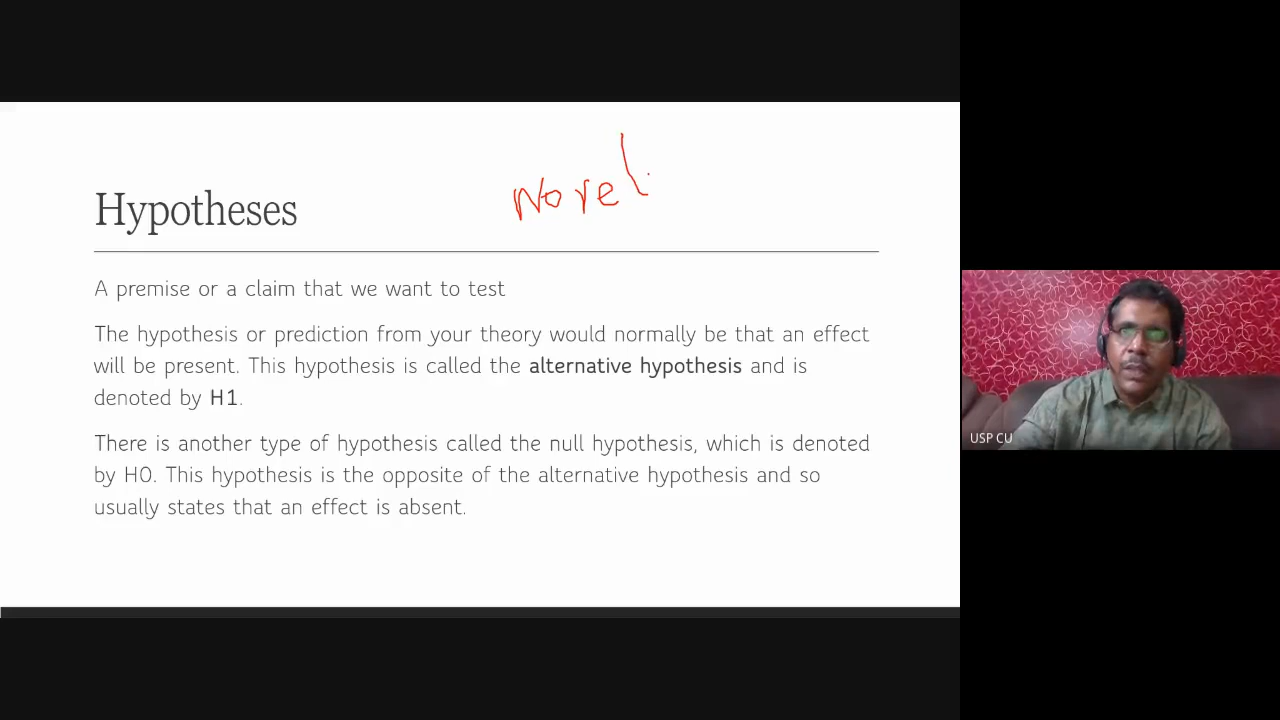 Novel
Hypotheses
A premise or a claim that we want to test
The hypothesis or prediction from your theory would normally be that an effect
will be present. This hypothesis is called the alternative hypothesis and is
denoted by H1.
There is another type of hypothesis called the null hypothesis, which is denoted
by H0. This hypothesis is the opposite of the alternative hypothesis and so
usually states that an effect is absent.
USP CU